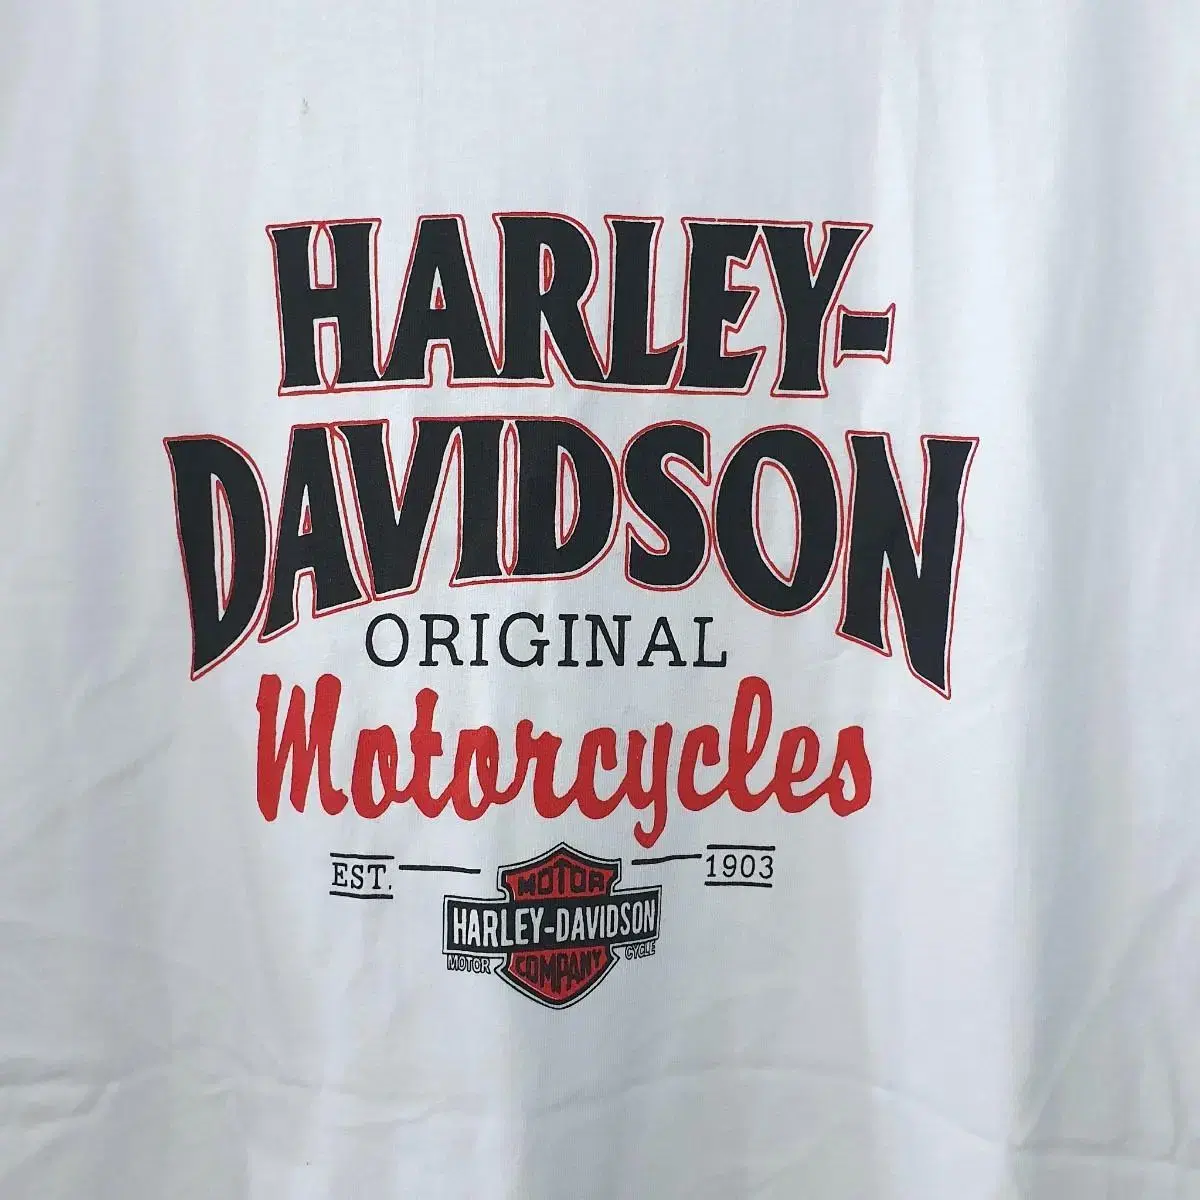 HARLEY-
DAVIDSON
ORIGINAL
Motorcycles
EST. 1903
MOTOR
HARLEY-DAVIDSON
MOTOR CYCLE
COMPANY